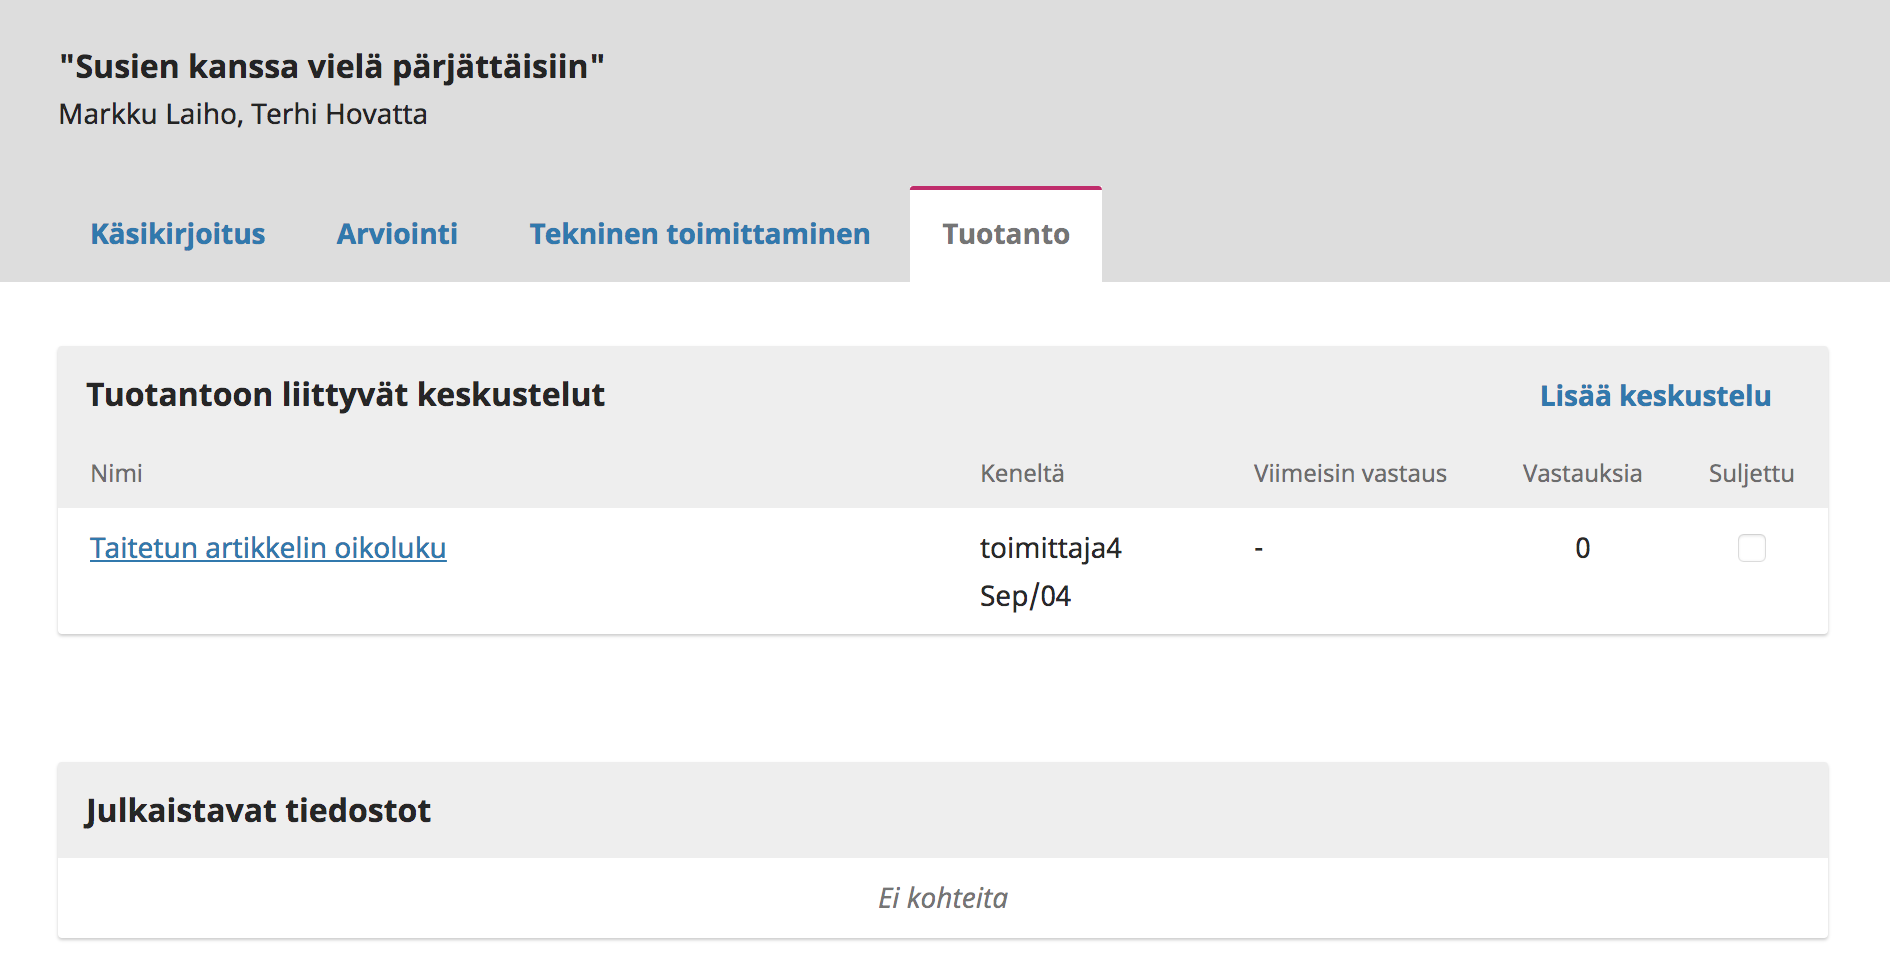 "Susien kanssa vielä pärjättäisiin"
Markku Laiho, Terhi Hovatta
Käsikirjoitus Arviointi Tekninen toimittaminen Tuotanto
Tuotantoon liittyvät keskustelut Lisää keskustelu
Nimi Keneltä Viimeisin vastaus Vastauksia Suljettu
Taitetun artikkelin oikoluku toimittaja4 - 0
Sep/04
Julkaistavat tiedostot
Ei kohteita